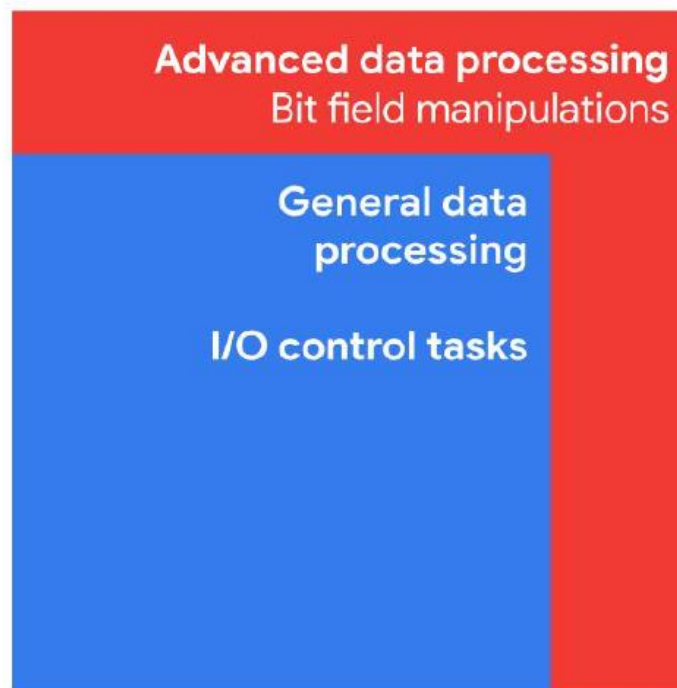 Advanced data processing
Bit field manipulations
General data
processing
I/O control tasks